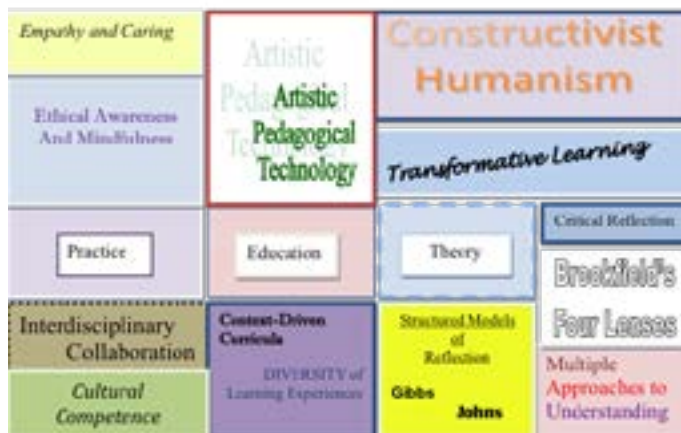 Empathy and Caring
Ethical Awareness
And Mindfulness
Artistic
Pedagogical
Technology
Artistic
Pedagogical
Technology
Constructivist
Humanism
Transformative Learning
Practice
Education
Theory
Critical Reflection
Brookfield's
Four Lenses
Interdisciplinary
Collaboration
Cultural
Competence
Context-Driven
Curricula
DIVERSITY of
Learning Experiences
Structured Models
of
Reflection
Gibbs
Johns
Multiple
Approaches to
Understanding